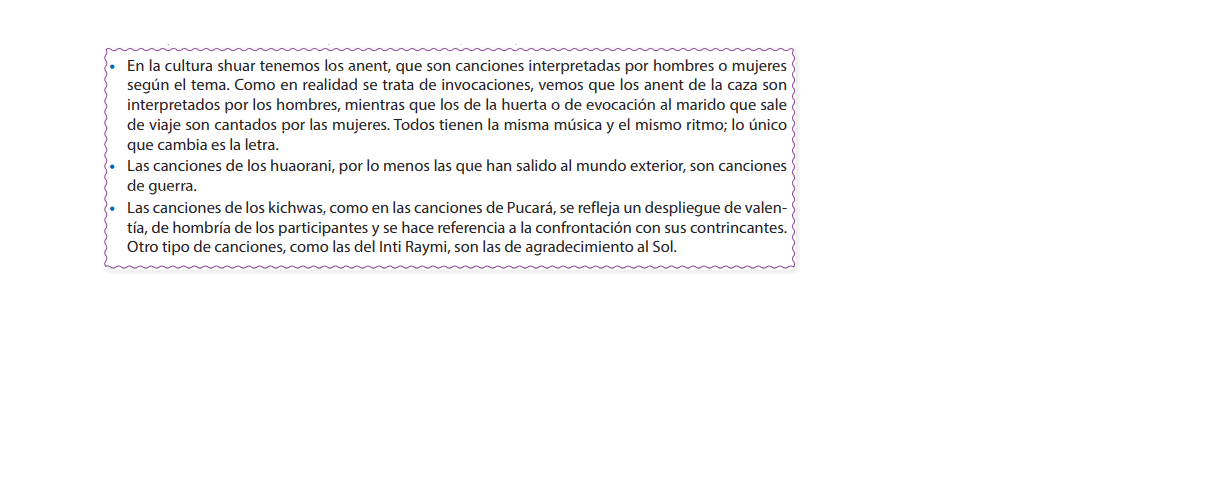 • En la cultura shuar tenemos los anent, que son canciones interpretadas por hombres o mujeres
según el tema. Como en realidad se trata de invocaciones, vemos que los anent de la caza son
interpretados por los hombres, mientras que los de la huerta o de evocación al marido que sale
de viaje son cantados por las mujeres. Todos tienen la misma música y el mismo ritmo; lo único
que cambia es la letra.
• Las canciones de los huaorani, por lo menos las que han salido al mundo exterior, son canciones
de guerra.
• Las canciones de los kichwas, como en las canciones de Pucará, se refleja un despliegue de valen-
tía, de hombría de los participantes y se hace referencia a la confrontación con sus contrincantes.
Otro tipo de canciones, como las del Inti Raymi, son las de agradecimiento al Sol.